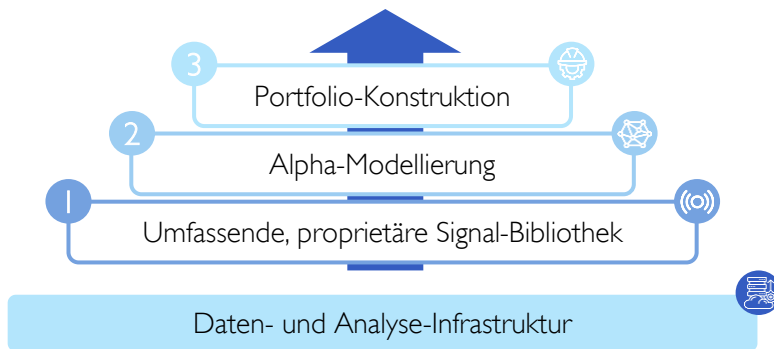 3
Portfolio-Konstruktion
2
Alpha-Modellierung
1
Umfassende, proprietäre Signal-Bibliothek
Daten- und Analyse-Infrastruktur